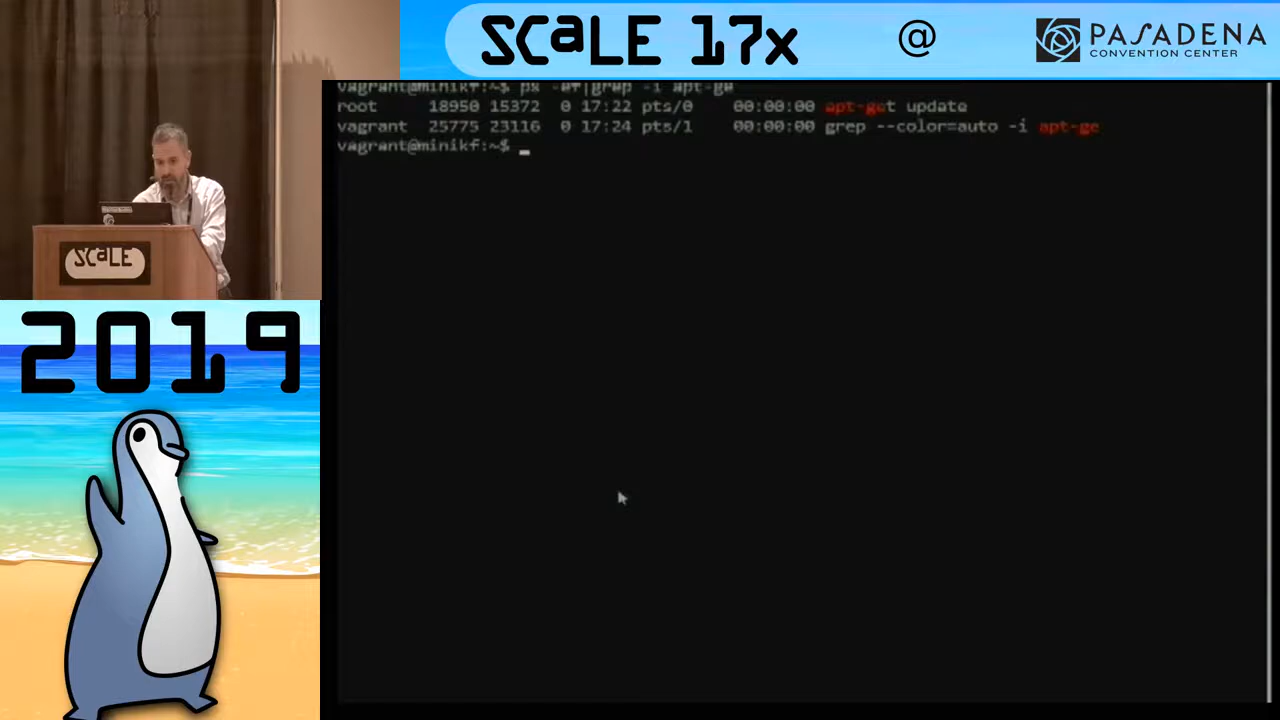 SCaLE 17x @ PASADENA
CONVENTION CENTER
vagrant@minikf:~$ ps -ef|grep -i apt-ge
root 18950 15372 0 17:22 pts/0 00:00:00 apt-get update
vagrant 25775 23116 0 17:24 pts/1 00:00:00 grep --color=auto -i apt-ge
vagrant@minikf:~$
SCaLE
2019